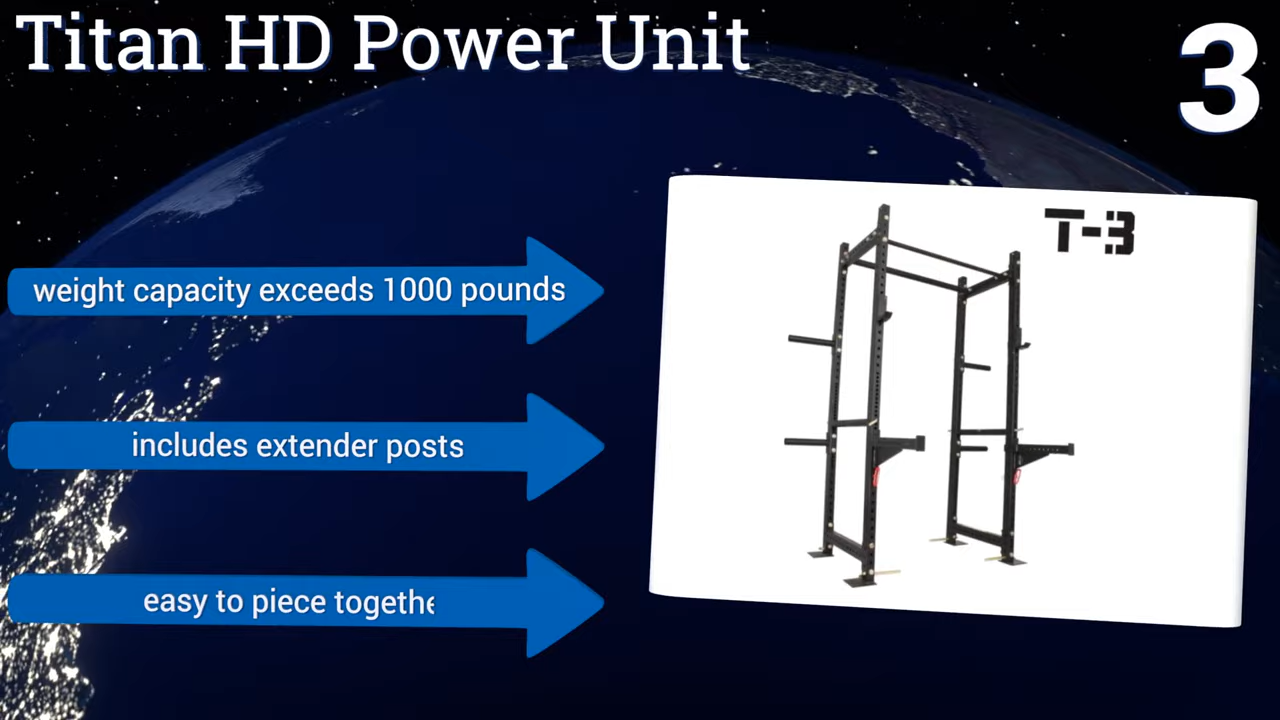 Titan HD Power Unit
3
T-3
weight capacity exceeds 1000 pounds
includes extender posts
easy to piece togethe